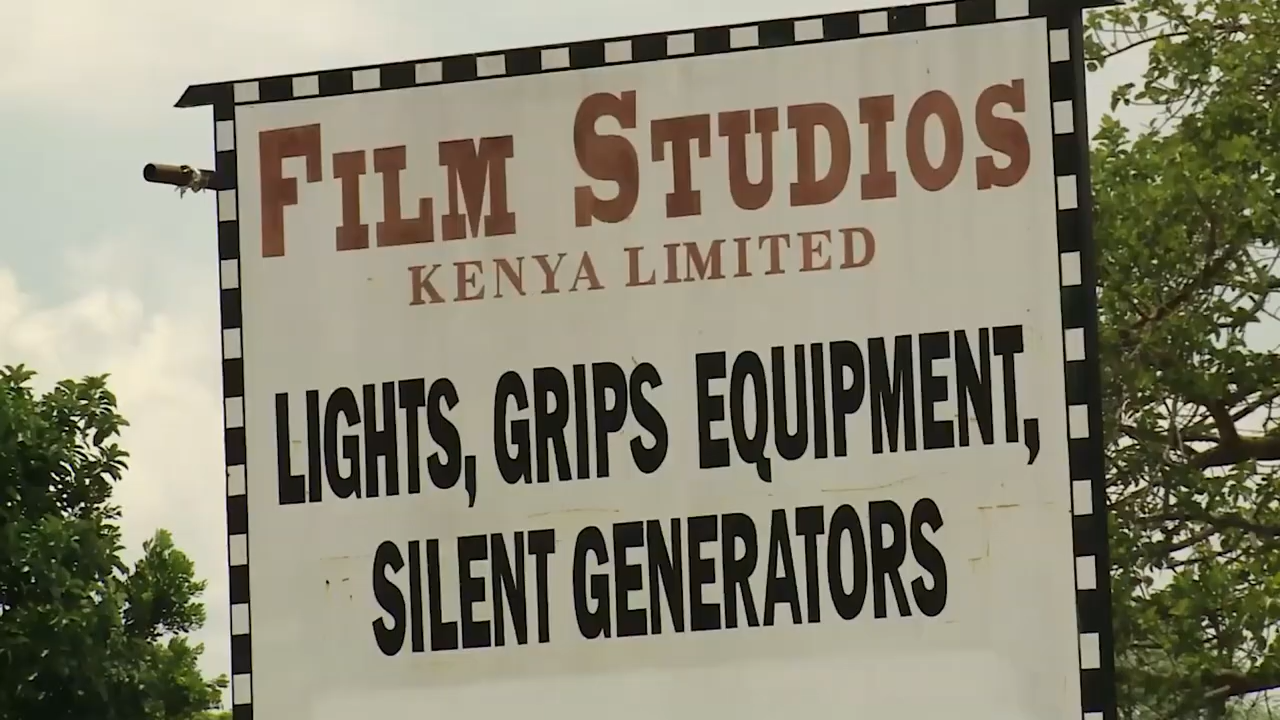 FILM STUDIOS
KENYA LIMITED
LIGHTS, GRIPS EQUIPMENT,
SILENT GENERATORS